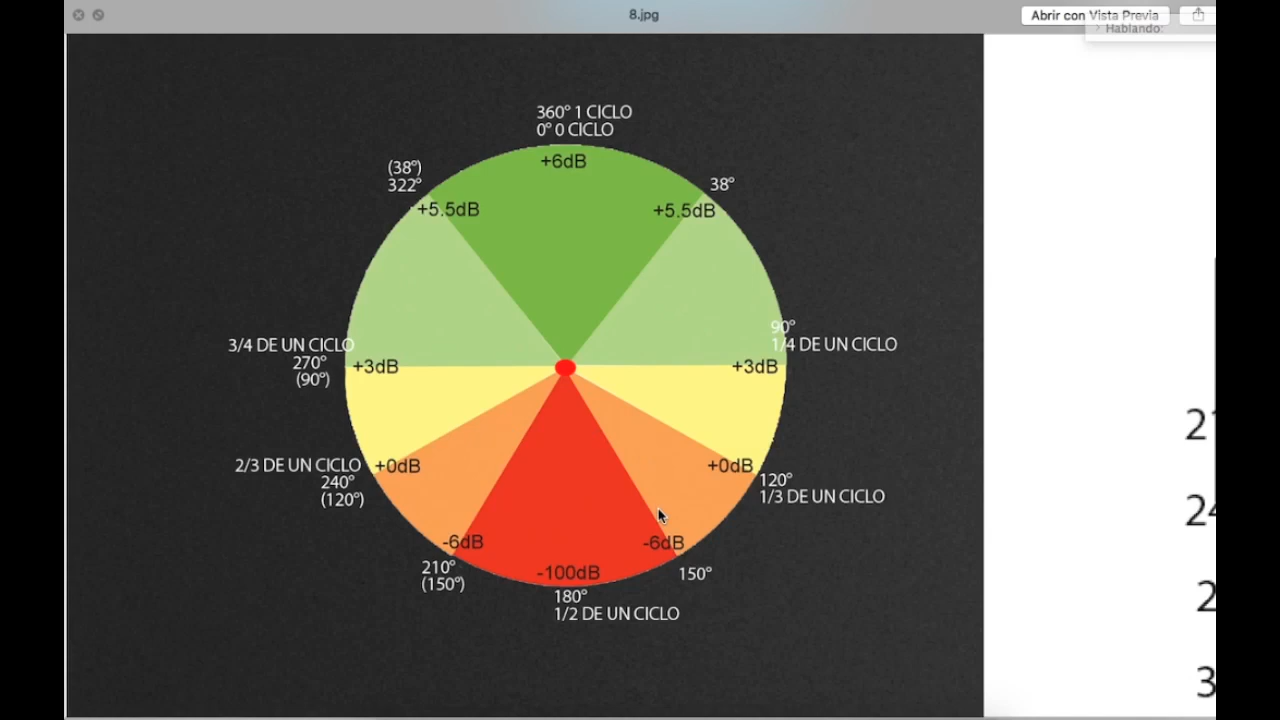 8.jpg
Abrir con Vista Previa
Hablando:
360° 1 CICLO
0° 0 CICLO
+6dB
(38°)
322°
38°
+5.5dB
+5.5dB
90°
3/4 DE UN CICLO
1/4 DE UN CICLO
270°
(90°)
+3dB
+3dB
2/3 DE UN CICLO
240°
(120°)
+0dB
+0dB
120°
1/3 DE UN CICLO
-6dB
-6dB
210°
(150°)
-100dB
150°
180°
1/2 DE UN CICLO
2
3